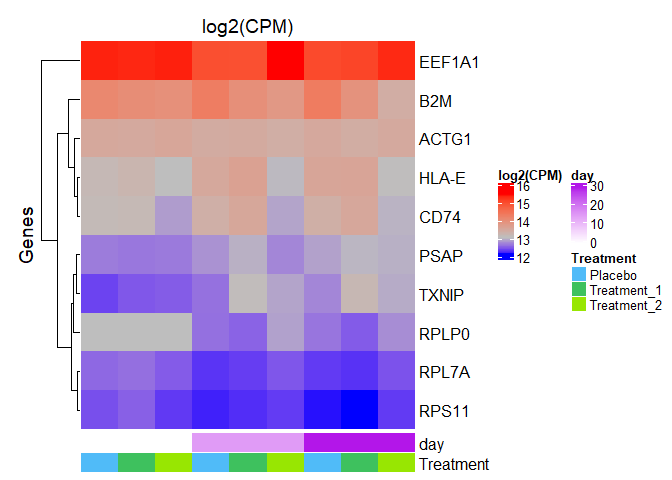 log2(CPM)
Genes
EEF1A1
B2M
ACTG1
HLA-E
CD74
PSAP
TXNIP
RPLP0
RPL7A
RPS11
day
Treatment
log2(CPM)
16
15
14
13
12
day
30
20
10
0
Treatment
Placebo
Treatment_1
Treatment_2